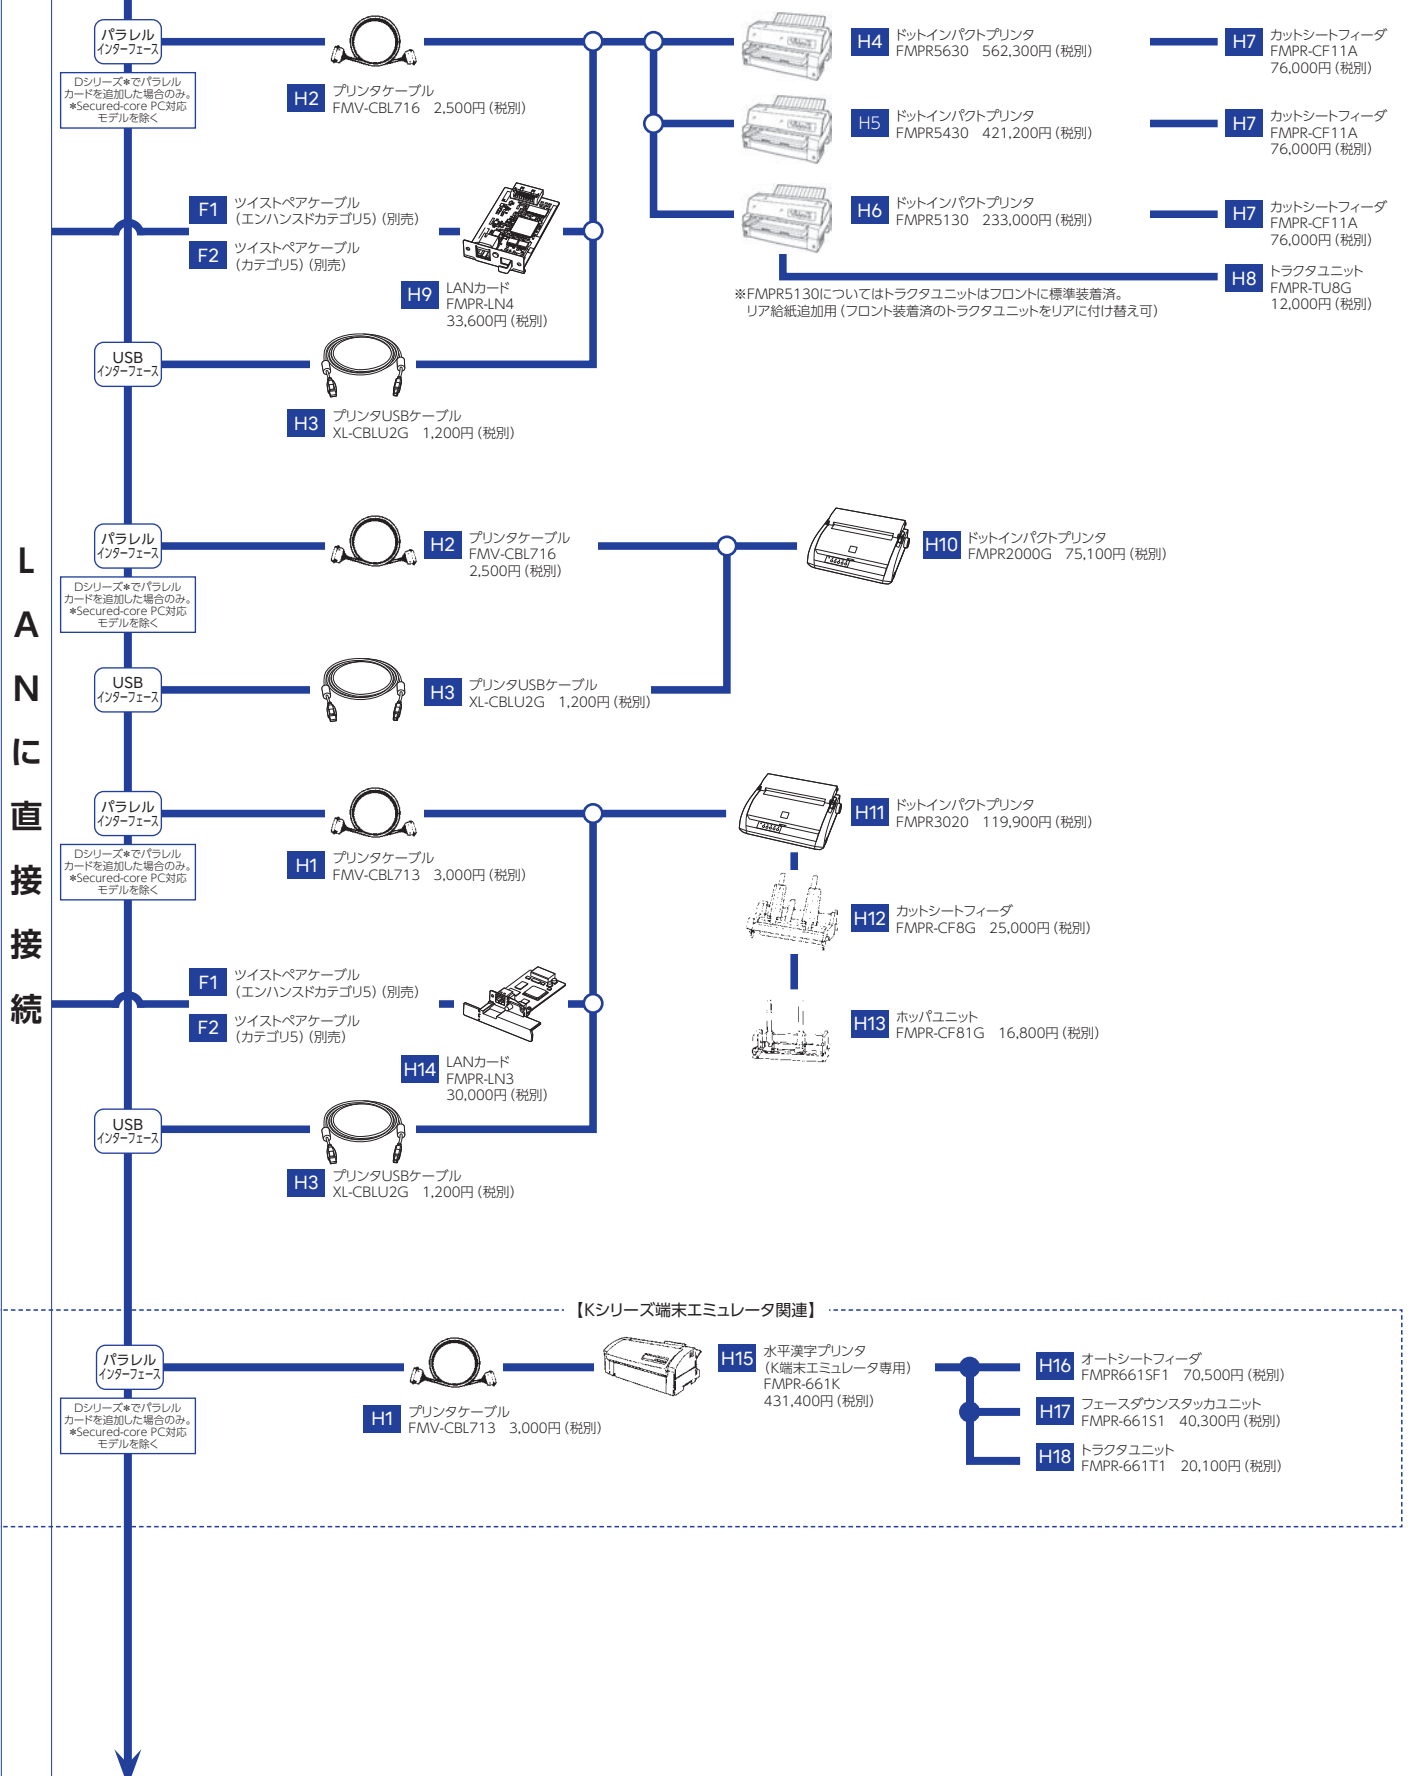 パラレル
インターフェース
Dシリーズ＊でパラレル
カードを追加した場合のみ。
＊Secured-core PC対応
モデルを除く
H2 プリンタケーブル
FMV-CBL716 2,500円（税別）
H4 ドットインパクトプリンタ
FMPR5630 562,300円（税別）
H7 カットシートフィーダ
FMPR-CF11A
76,000円（税別）
H5 ドットインパクトプリンタ
FMPR5430 421,200円（税別）
H7 カットシートフィーダ
FMPR-CF11A
76,000円（税別）
F1 ツイストペアケーブル
（エンハンスドカテゴリ5）（別売）
F2 ツイストペアケーブル
（カテゴリ5）（別売）
H9 LANカード
FMPR-LN4
33,600円（税別）
H6 ドットインパクトプリンタ
FMPR5130 233,000円（税別）
H7 カットシートフィーダ
FMPR-CF11A
76,000円（税別）
H8 トラクタユニット
FMPR-TU8G
12,000円（税別）
※FMPR5130についてはトラクタユニットはフロントに標準装着済。
リア給紙追加用（フロント装着済のトラクタユニットをリアに付け替え可）
USB
インターフェース
H3 プリンタUSBケーブル
XL-CBLU2G 1,200円（税別）
LANに直接接続
パラレル
インターフェース
Dシリーズ＊でパラレル
カードを追加した場合のみ。
＊Secured-core PC対応
モデルを除く
H2 プリンタケーブル
FMV-CBL716
2,500円（税別）
H10 ドットインパクトプリンタ
FMPR2000G 75,100円（税別）
USB
インターフェース
H3 プリンタUSBケーブル
XL-CBLU2G 1,200円（税別）
パラレル
インターフェース
Dシリーズ＊でパラレル
カードを追加した場合のみ。
＊Secured-core PC対応
モデルを除く
H1 プリンタケーブル
FMV-CBL713 3,000円（税別）
H11 ドットインパクトプリンタ
FMPR3020 119,900円（税別）
H12 カットシートフィーダ
FMPR-CF8G 25,000円（税別）
H13 ホッパユニット
FMPR-CF81G 16,800円（税別）
F1 ツイストペアケーブル
（エンハンスドカテゴリ5）（別売）
F2 ツイストペアケーブル
（カテゴリ5）（別売）
H14 LANカード
FMPR-LN3
30,000円（税別）
USB
インターフェース
H3 プリンタUSBケーブル
XL-CBLU2G 1,200円（税別）
【Kシリーズ端末エミュレータ関連】
パラレル
インターフェース
Dシリーズ＊でパラレル
カードを追加した場合のみ。
＊Secured-core PC対応
モデルを除く
H1 プリンタケーブル
FMV-CBL713 3,000円（税別）
H15 水平漢字プリンタ
（K端末エミュレータ専用）
FMPR-661K
431,400円（税別）
H16 オートシートフィーダ
FMPR661SF1 70,500円（税別）
H17 フェースダウンスタッカユニット
FMPR-661S1 40,300円（税別）
H18 トラクタユニット
FMPR-661T1 20,100円（税別）